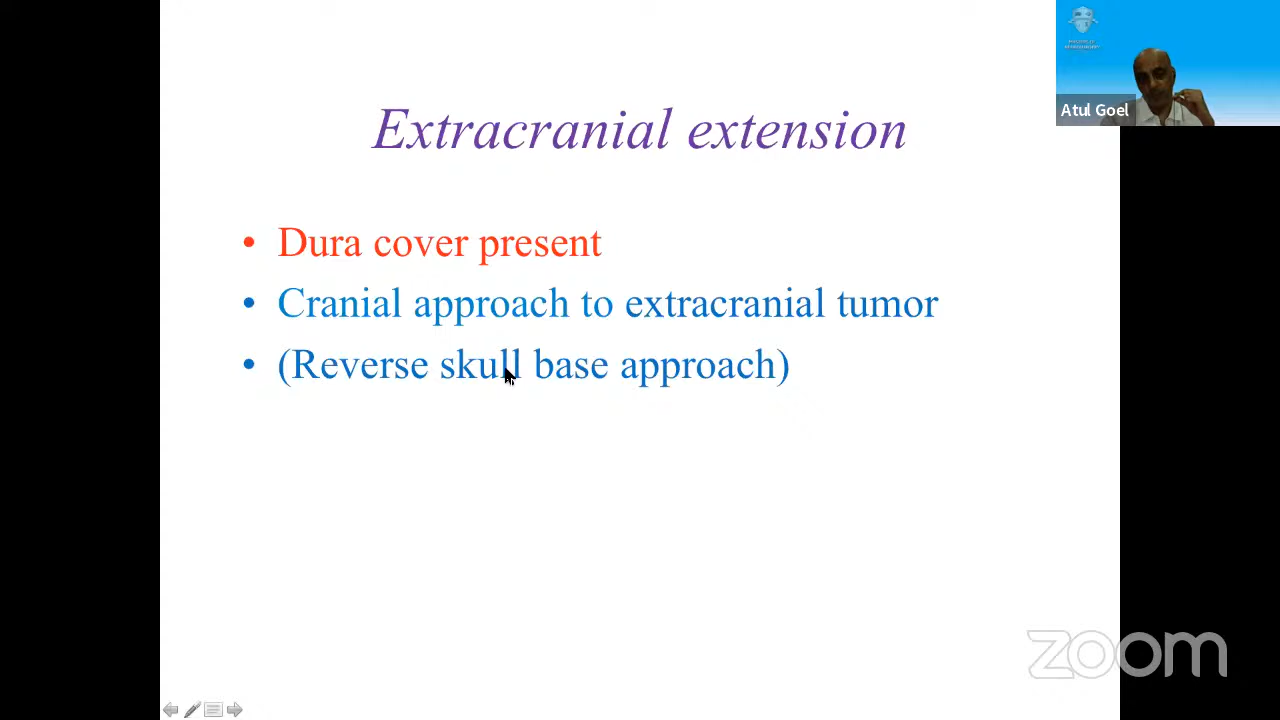 Atul Goel
Extracranial extension
• Dura cover present
• Cranial approach to extracranial tumor
• (Reverse skull base approach)
zoom